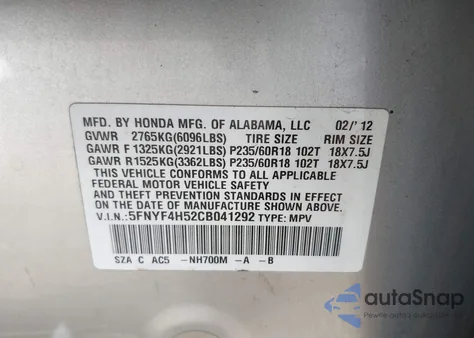 MFD. BY HONDA MFG. OF ALABAMA, LLC 02/'12
GVWR 2765KG(6096LBS) TIRE SIZE RIM SIZE
GAWR F 1325KG(2921LBS) P235/60R18 102T 18X7.5J
GAWR R 1525KG(3362LBS) P235/60R18 102T 18X7.5J
THIS VEHICLE CONFORMS TO ALL APPLICABLE
FEDERAL MOTOR VEHICLE SAFETY
AND THEFT PREVENTION STANDARDS IN EFFECT
ON THE DATE OF MANUFACTURE SHOWN ABOVE.
V.I.N.: 5FNYF4H52CB041292 TYPE: MPV
SZA C AC5 -NH700M -A -B
autoSnap
Pewne auto z